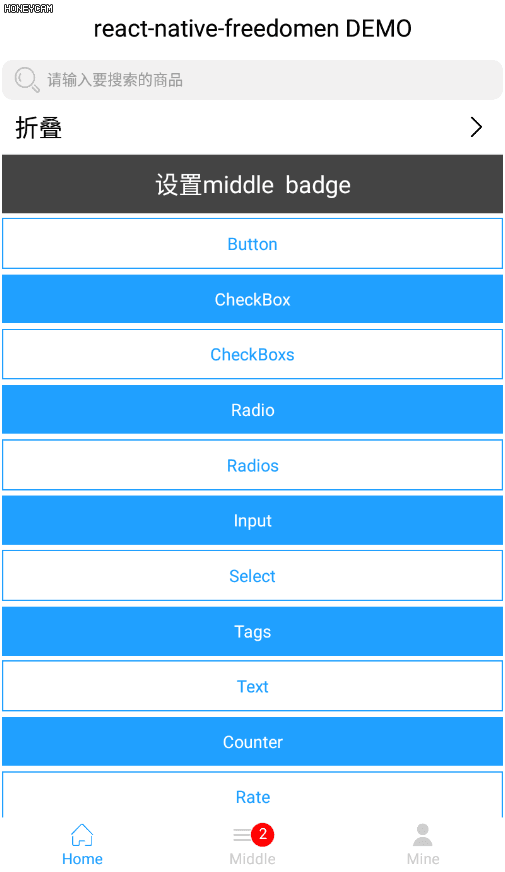 HONEYCAM
react-native-freedomen DEMO
请输入要搜索的商品
折叠
设置middle badge
Button
CheckBox
CheckBoxs
Radio
Radios
Input
Select
Tags
Text
Counter
Rate
2
Home
Middle
Mine